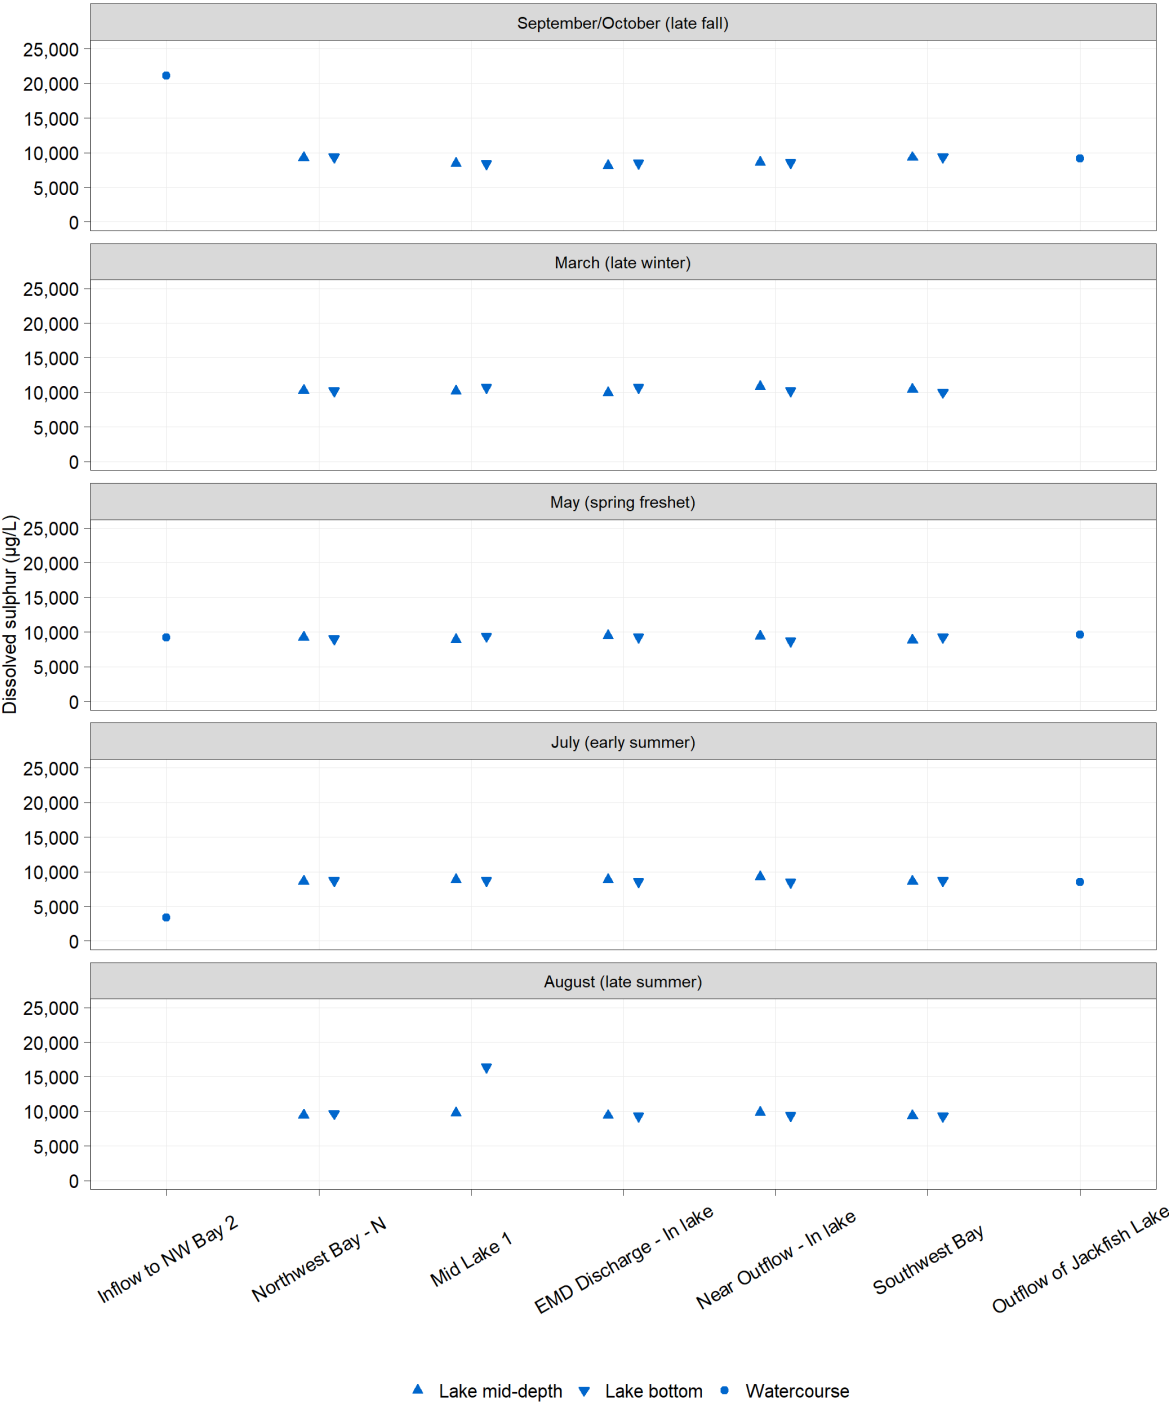 September/October (late fall)
25,000
20,000
15,000
10,000
5,000
0
March (late winter)
25,000
20,000
15,000
10,000
5,000
0
May (spring freshet)
Dissolved sulphur (µg/L)
25,000
20,000
15,000
10,000
5,000
0
July (early summer)
25,000
20,000
15,000
10,000
5,000
0
August (late summer)
25,000
20,000
15,000
10,000
5,000
0
Inflow to NW Bay 2
Northwest Bay - N
Mid Lake 1
EMD Discharge - In lake
Near Outflow - In lake
Southwest Bay
Outflow of Jackfish Lake
Lake mid-depth Lake bottom Watercourse